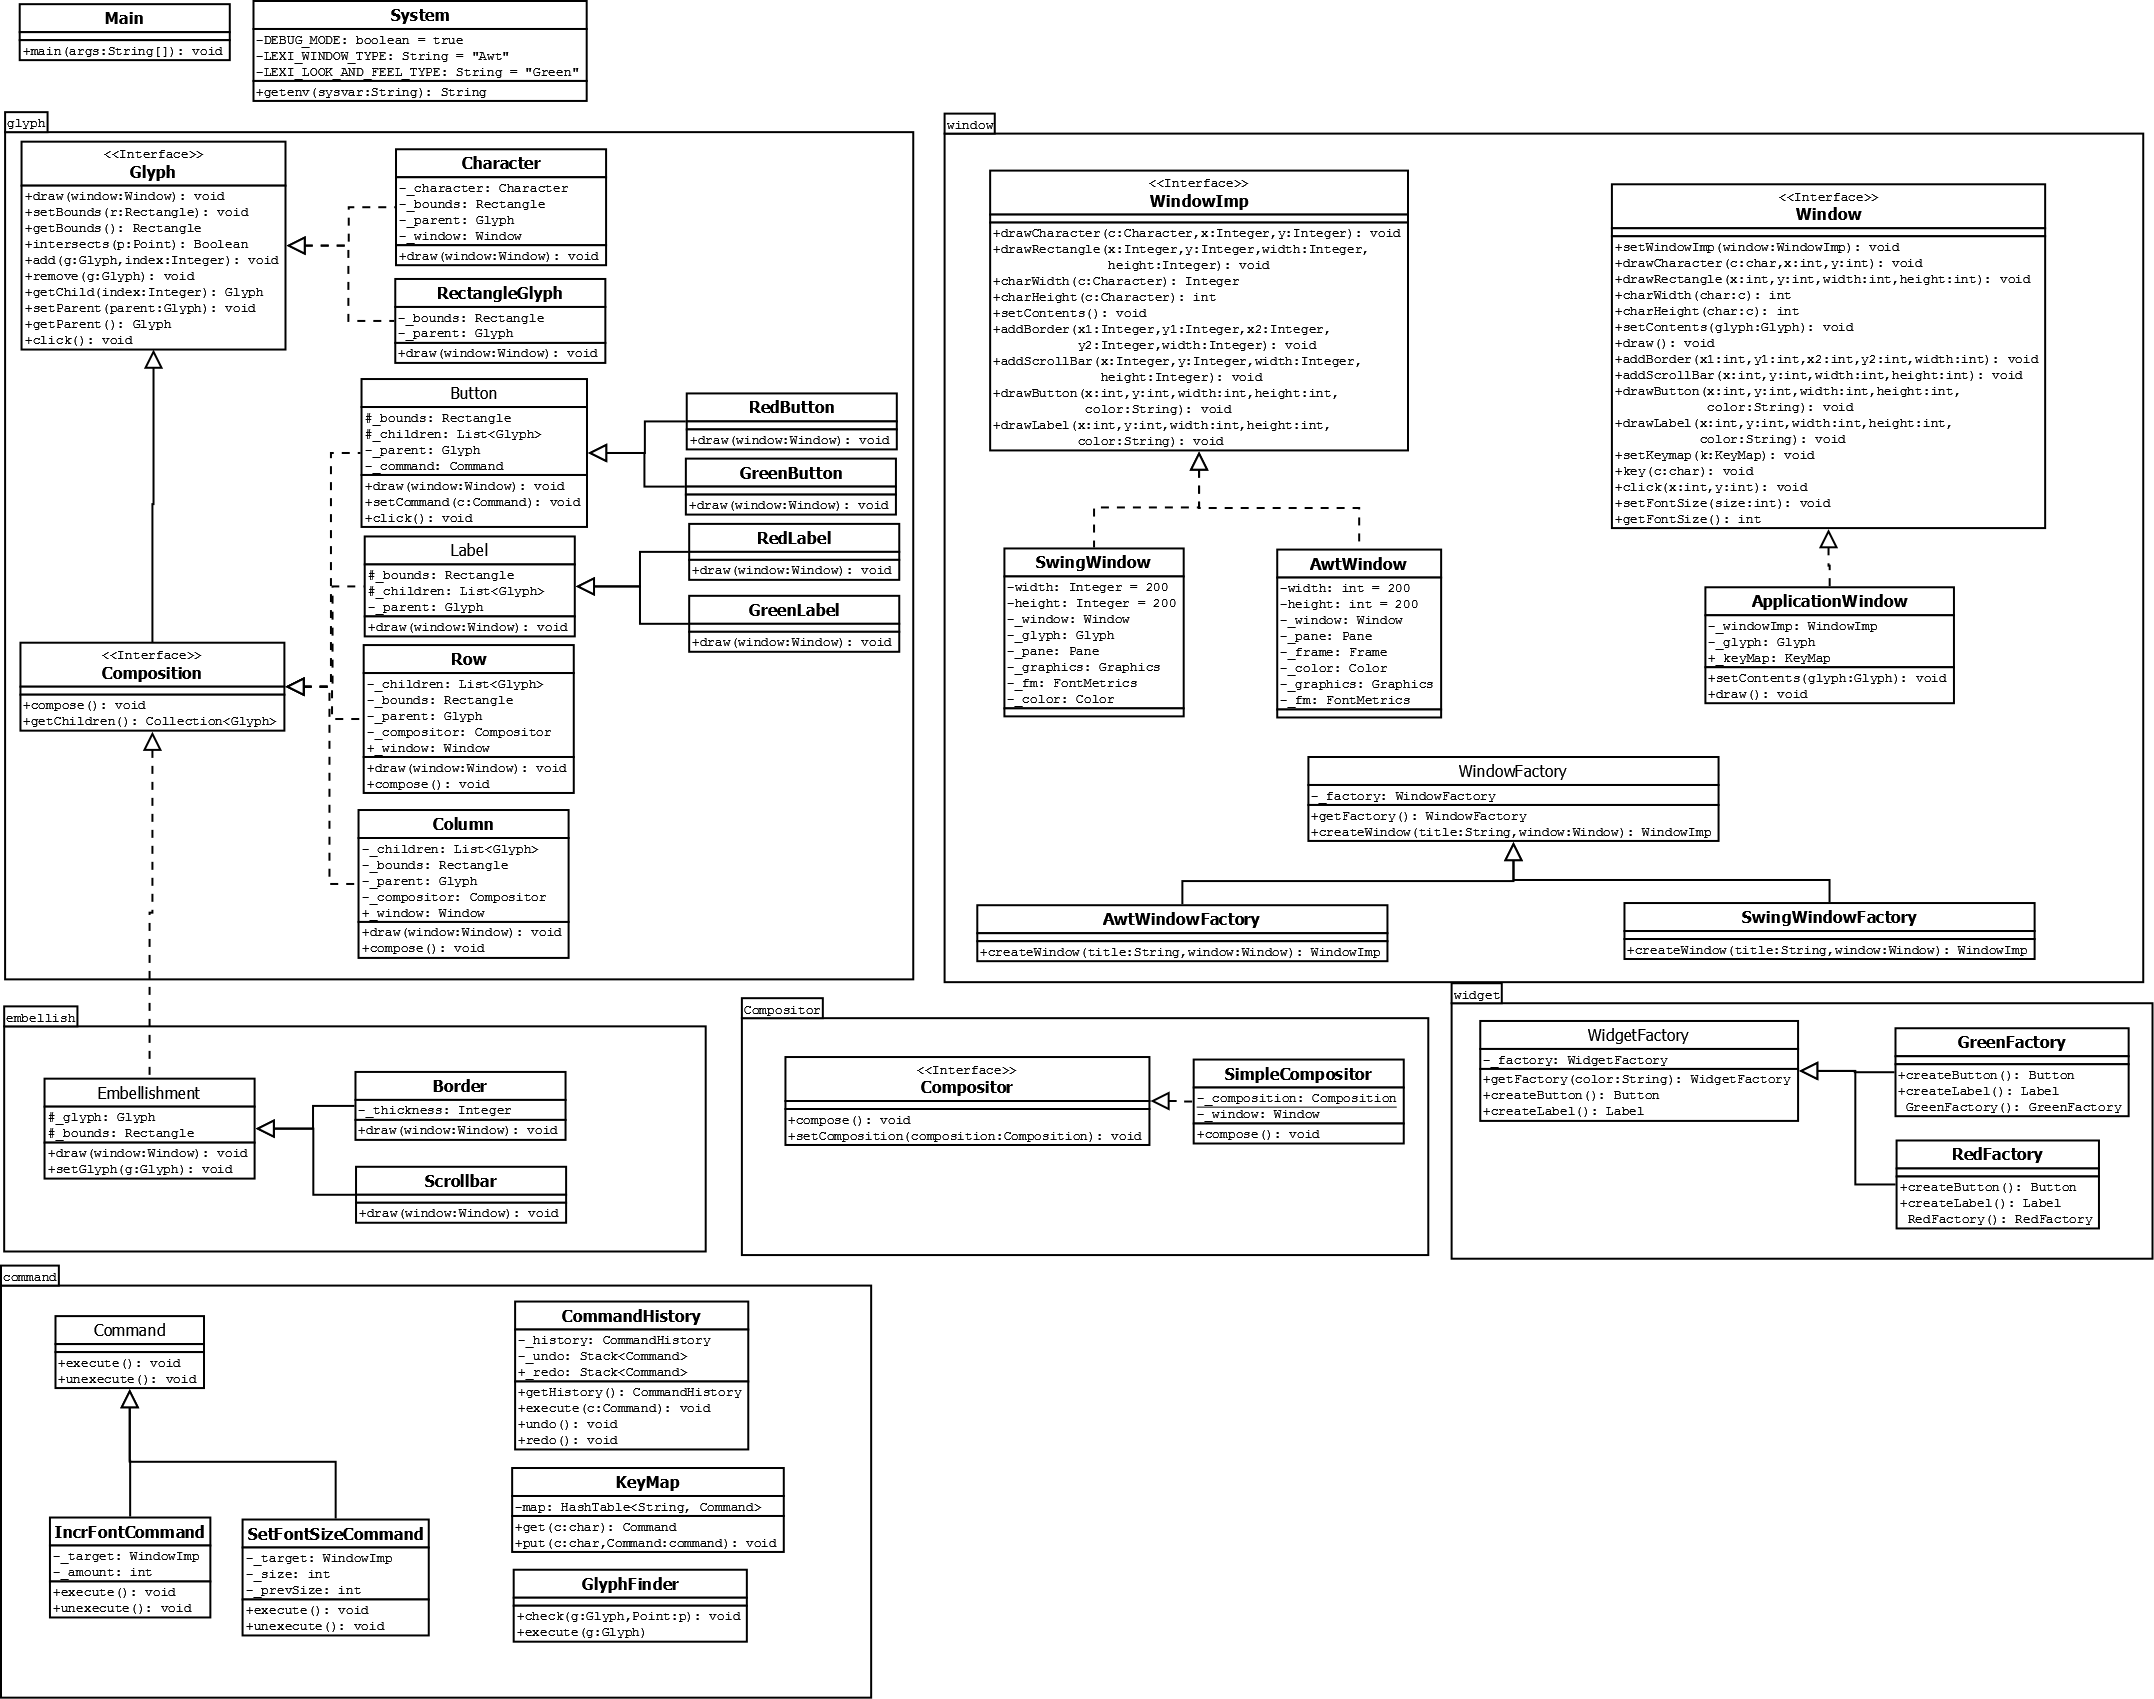 Main
+main(args:String[]): void
System
-DEBUG_MODE: boolean = true
-LEXI_WINDOW_TYPE: String = "Awt"
-LEXI_LOOK_AND_FEEL_TYPE: String = "Green"
+getenv(sysvar:String): String
glyph
<<Interface>>
Glyph
+draw(window:Window): void
+setBounds(r:Rectangle): void
+getBounds(): Rectangle
+intersects(p:Point): Boolean
+add(g:Glyph,index:Integer): void
+remove(g:Glyph): void
+getChild(index:Integer): Glyph
+setParent(parent:Glyph): void
+getParent(): Glyph
+click(): void
Character
-_character: Character
-_bounds: Rectangle
-_parent: Glyph
-_window: Window
+draw(window:Window): void
RectangleGlyph
-_bounds: Rectangle
-_parent: Glyph
+draw(window:Window): void
Button
#_bounds: Rectangle
#_children: List<Glyph>
-_parent: Glyph
-_command: Command
+draw(window:Window): void
+setCommand(c:Command): void
+click(): void
RedButton
+draw(window:Window): void
GreenButton
+draw(window:Window): void
Label
#_bounds: Rectangle
#_children: List<Glyph>
-_parent: Glyph
+draw(window:Window): void
RedLabel
+draw(window:Window): void
GreenLabel
+draw(window:Window): void
<<Interface>>
Composition
+compose(): void
+getChildren(): Collection<Glyph>
Row
-_children: List<Glyph>
-_bounds: Rectangle
-_parent: Glyph
-_compositor: Compositor
+_window: Window
+draw(window:Window): void
+compose(): void
Column
-_children: List<Glyph>
-_bounds: Rectangle
-_parent: Glyph
-_compositor: Compositor
+_window: Window
+draw(window:Window): void
+compose(): void
window
<<Interface>>
WindowImp
+drawCharacter(c:Character,x:Integer,y:Integer): void
+drawRectangle(x:Integer,y:Integer,width:Integer,
height:Integer): void
+charWidth(c:Character): Integer
+charHeight(c:Character): int
+setContents(): void
+addBorder(x1:Integer,y1:Integer,x2:Integer,
y2:Integer,width:Integer): void
+addScrollBar(x:Integer,y:Integer,width:Integer,
height:Integer): void
+drawButton(x:int,y:int,width:int,height:int,
color:String): void
+drawLabel(x:int,y:int,width:int,height:int,
color:String): void
<<Interface>>
Window
+setWindowImp(window:WindowImp): void
+drawCharacter(c:char,x:int,y:int): void
+drawRectangle(x:int,y:int,width:int,height:int): void
+charWidth(char:c): int
+charHeight(char:c): int
+setContents(glyph:Glyph): void
+draw(): void
+addBorder(x1:int,y1:int,x2:int,y2:int,width:int): void
+addScrollBar(x:int,y:int,width:int,height:int): void
+drawButton(x:int,y:int,width:int,height:int,
color:String): void
+drawLabel(x:int,y:int,width:int,height:int,
color:String): void
+setKeymap(k:KeyMap): void
+key(c:char): void
+click(x:int,y:int): void
+setFontSize(size:int): void
+getFontSize(): int
SwingWindow
-width: Integer = 200
-height: Integer = 200
-_window: Window
-_glyph: Glyph
-_pane: Pane
-_graphics: Graphics
-_fm: FontMetrics
-_color: Color
AwtWindow
-width: int = 200
-height: int = 200
-_window: Window
-_pane: Pane
-_frame: Frame
-_color: Color
-_graphics: Graphics
-_fm: FontMetrics
ApplicationWindow
-_windowImp: WindowImp
-_glyph: Glyph
+_keyMap: KeyMap
+setContents(glyph:Glyph): void
+draw(): void
WindowFactory
-_factory: WindowFactory
+getFactory(): WindowFactory
+createWindow(title:String,window:Window): WindowImp
AwtWindowFactory
+createWindow(title:String,window:Window): WindowImp
SwingWindowFactory
+createWindow(title:String,window:Window): WindowImp
embellish
Embellishment
#_glyph: Glyph
#_bounds: Rectangle
+draw(window:Window): void
+setGlyph(g:Glyph): void
Border
-_thickness: Integer
+draw(window:Window): void
Scrollbar
+draw(window:Window): void
Compositor
<<Interface>>
Compositor
+compose(): void
+setComposition(composition:Composition): void
SimpleCompositor
-_composition: Composition
-_window: Window
+compose(): void
widget
WidgetFactory
-_factory: WidgetFactory
+getFactory(color:String): WidgetFactory
+createButton(): Button
+createLabel(): Label
GreenFactory
+createButton(): Button
+createLabel(): Label
GreenFactory(): GreenFactory
RedFactory
+createButton(): Button
+createLabel(): Label
RedFactory(): RedFactory
command
Command
+execute(): void
+unexecute(): void
IncrFontCommand
-_target: WindowImp
-_amount: int
+execute(): void
+unexecute(): void
SetFontSizeCommand
-_target: WindowImp
-_size: int
-_prevSize: int
+execute(): void
+unexecute(): void
CommandHistory
-_history: CommandHistory
-_undo: Stack<Command>
+_redo: Stack<Command>
+getHistory(): CommandHistory
+execute(c:Command): void
+undo(): void
+redo(): void
KeyMap
-map: HashTable<String, Command>
+get(c:char): Command
+put(c:char,Command:command): void
GlyphFinder
+check(g:Glyph,Point:p): void
+execute(g:Glyph)